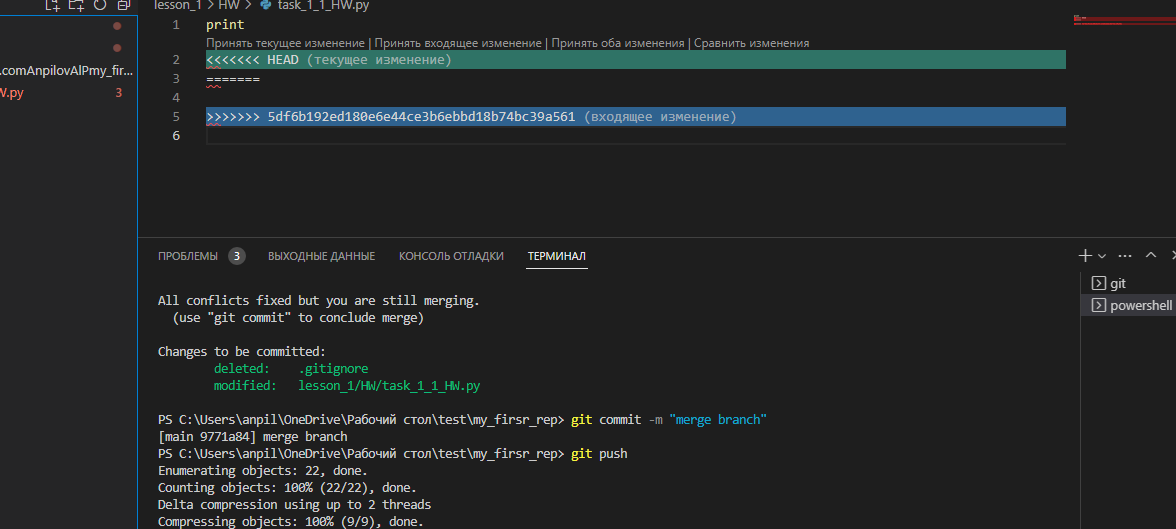 lesson_1 > HW > task_1_1_HW.py
.comAnpilovAlPmy_fir...
W.py 3
1 print
Принять текущее изменение | Принять входящее изменение | Принять оба изменения | Сравнить изменения
2 <<<<<<< HEAD (текущее изменение)
3 =======
4
5 >>>>>>> 5df6b192ed180e6e44ce3b6ebbd18b74bc39a561 (входящее изменение)
6
ПРОБЛЕМЫ 3 ВЫХОДНЫЕ ДАННЫЕ КОНСОЛЬ ОТЛАДКИ ТЕРМИНАЛ
git
powershell
All conflicts fixed but you are still merging.
(use "git commit" to conclude merge)
Changes to be committed:
deleted: .gitignore
modified: lesson_1/HW/task_1_1_HW.py
PS C:\Users\anpil\OneDrive\Рабочий стол\test\my_firsr_rep> git commit -m "merge branch"
[main 9771a84] merge branch
PS C:\Users\anpil\OneDrive\Рабочий стол\test\my_firsr_rep> git push
Enumerating objects: 22, done.
Counting objects: 100% (22/22), done.
Delta compression using up to 2 threads
Compressing objects: 100% (9/9), done.